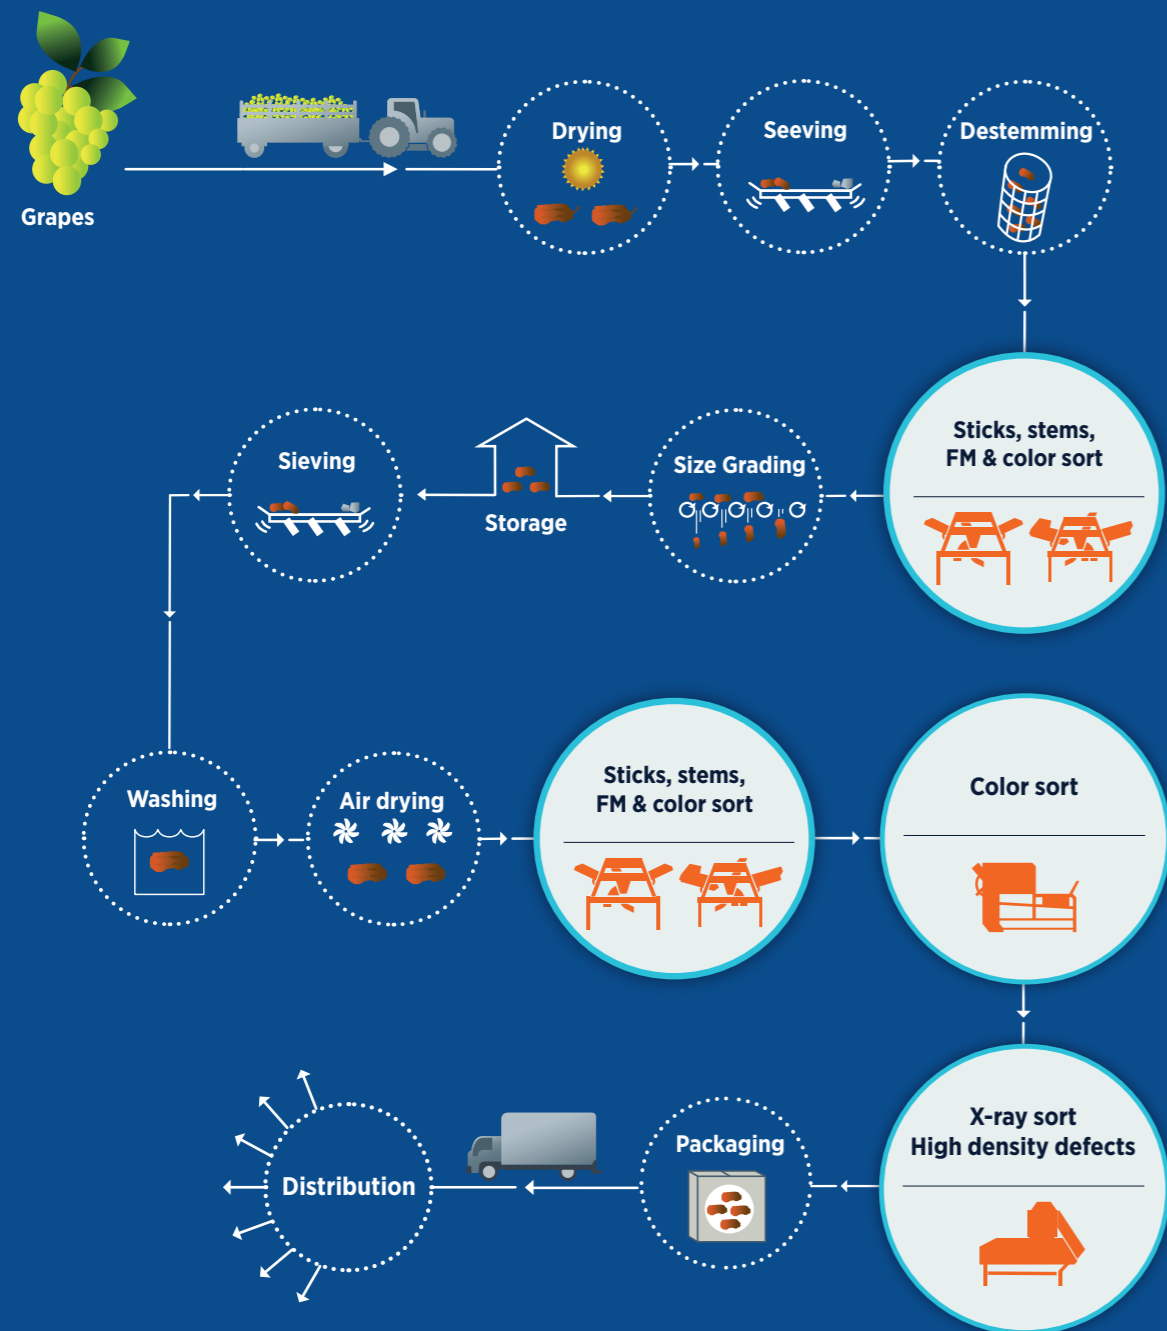 Grapes
Drying
Seeving
Destemming
Sticks, stems,
FM & color sort
Size Grading
Storage
Sieving
Washing
Air drying
Sticks, stems,
FM & color sort
Color sort
X-ray sort
High density defects
Packaging
Distribution